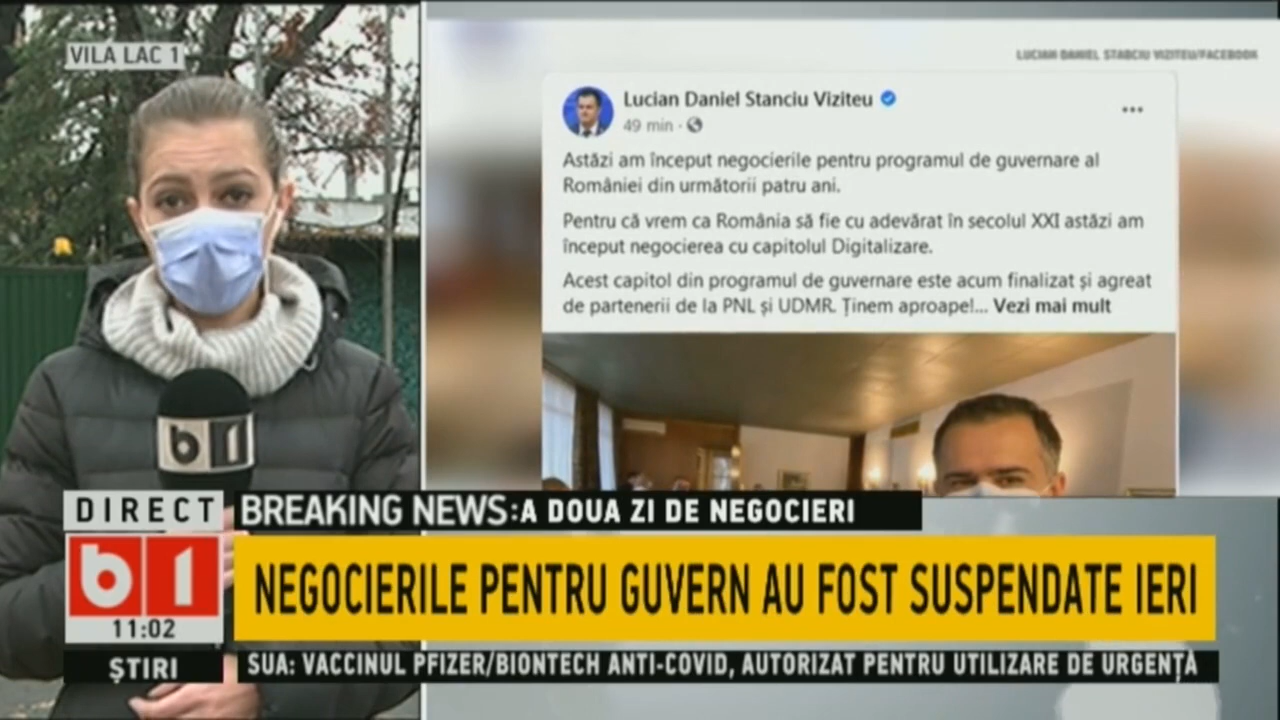 VILA LAC 1
LUCIAN DANIEL STANCIU VIZITEU/FACEBOOK
Lucian Daniel Stanciu Viziteu
49 min ·
Astăzi am început negocierile pentru programul de guvernare al
României din următorii patru ani.
Pentru că vrem ca România să fie cu adevărat în secolul XXI astăzi am
început negocierea cu capitolul Digitalizare.
Acest capitol din programul de guvernare este acum finalizat și agreat
de partenerii de la PNL și UDMR. Ținem aproape!... Vezi mai mult
b1
DIRECT
BREAKING NEWS:A DOUA ZI DE NEGOCIERI
b1
NEGOCIERILE PENTRU GUVERN AU FOST SUSPENDATE IERI
11:02
ȘTIRI
SUA: VACCINUL PFIZER/BIONTECH ANTI-COVID, AUTORIZAT PENTRU UTILIZARE DE URGENȚĂ